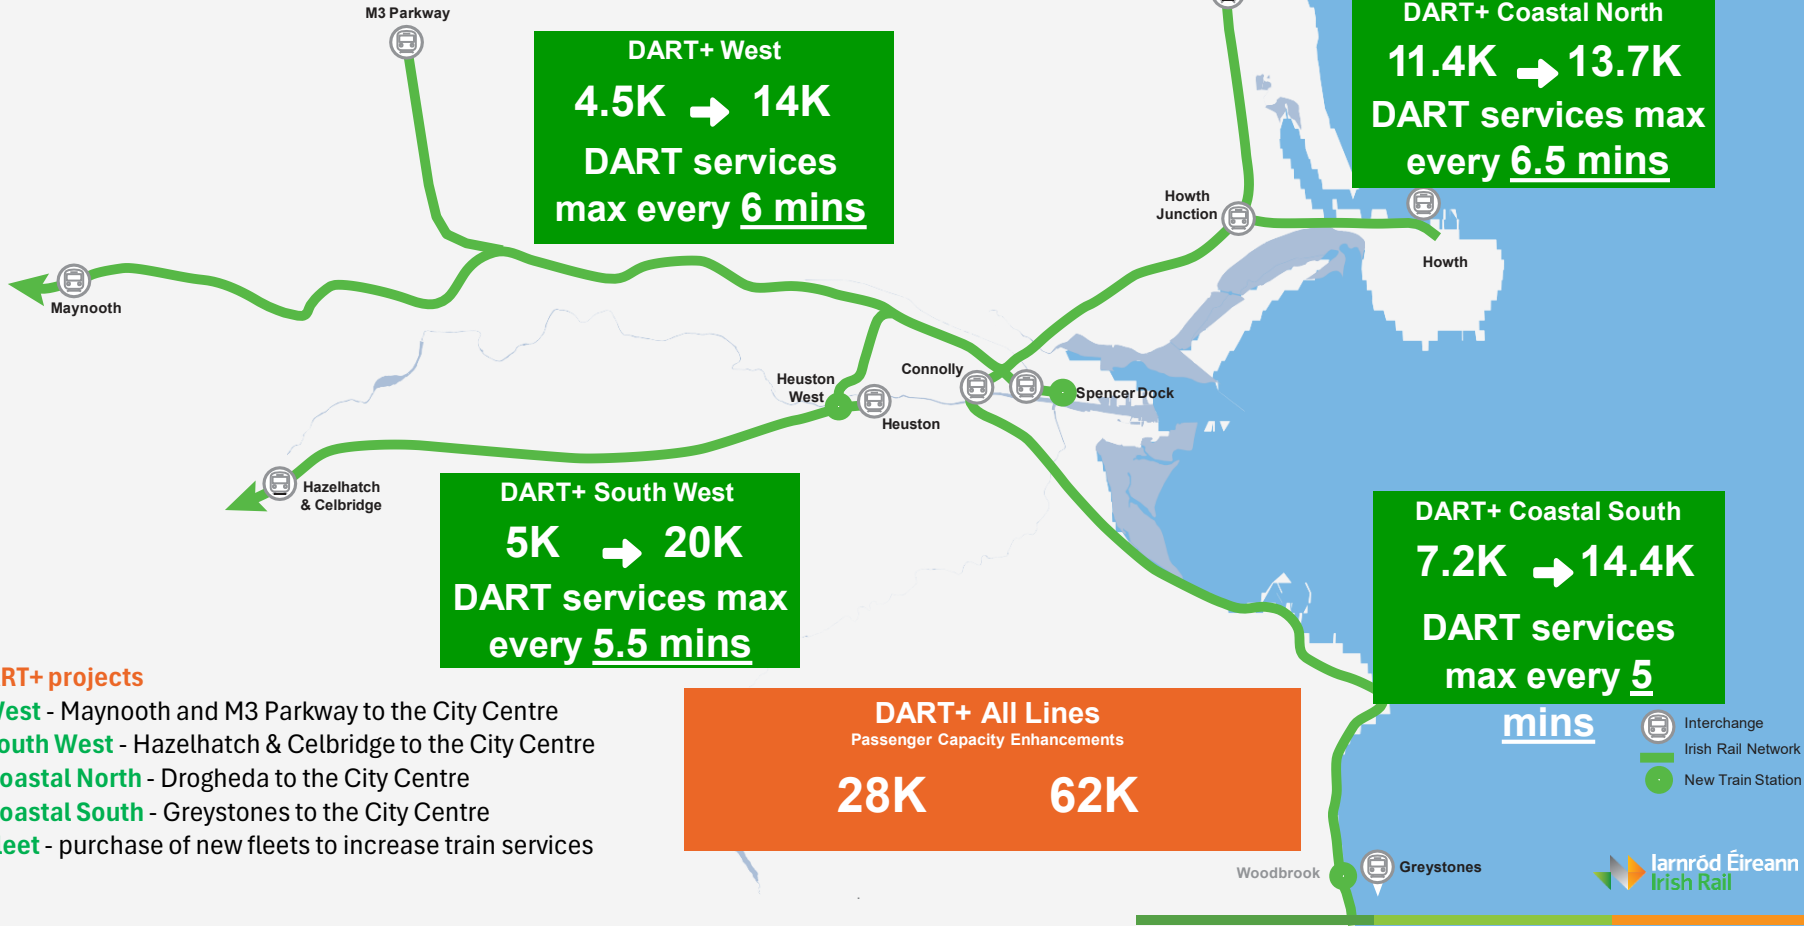 M3 Parkway
DART+ West
4.5K 14K
DART services
max every 6 mins
DART+ Coastal North
11.4K 13.7K
DART services max
every 6.5 mins
Howth
Junction
Howth
Maynooth
Heuston
West
Heuston
Connolly
Spencer Dock
Hazelhatch
& Celbridge
DART+ South West
5K 20K
DART services max
every 5.5 mins
DART+ Coastal South
7.2K 14.4K
DART services
max every 5
mins
RT+ projects
est - Maynooth and M3 Parkway to the City Centre
outh West - Hazelhatch & Celbridge to the City Centre
oastal North - Drogheda to the City Centre
oastal South - Greystones to the City Centre
eet - purchase of new fleets to increase train services
DART+ All Lines
Passenger Capacity Enhancements
28K 62K
Interchange
Irish Rail Network
New Train Station
Woodbrook
Greystones
Iarnród Éireann
Irish Rail